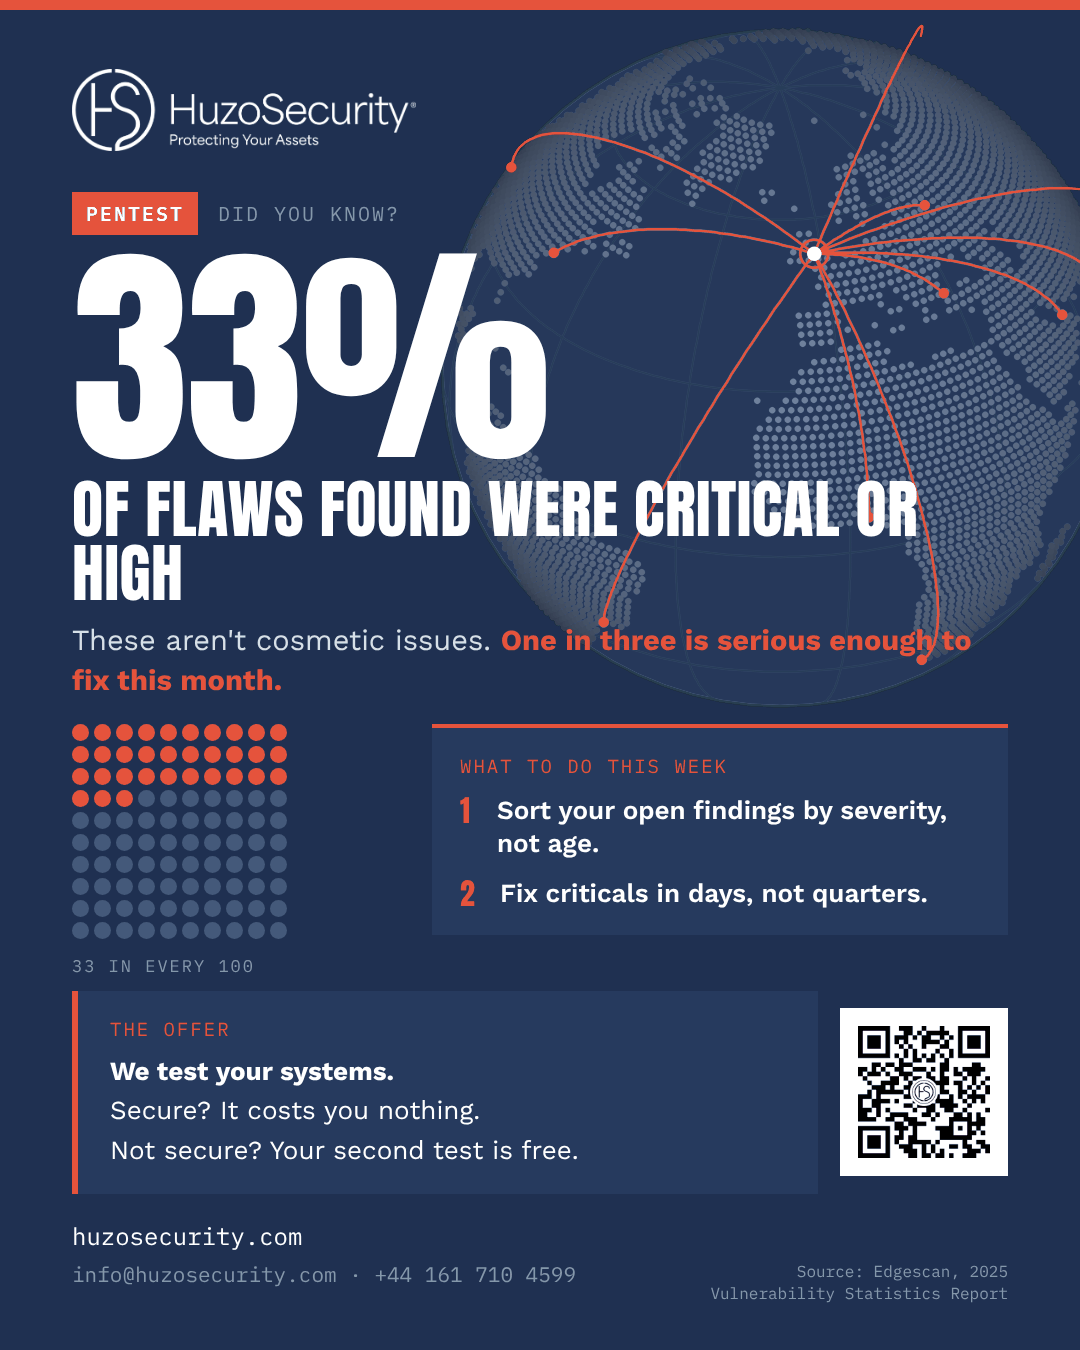 HS HuzoSecurity®
Protecting Your Assets
PENTEST DID YOU KNOW?
33%
OF FLAWS FOUND WERE CRITICAL OR
HIGH
These aren't cosmetic issues. One in three is serious enough to
fix this month.
33 IN EVERY 100
WHAT TO DO THIS WEEK
1 Sort your open findings by severity,
not age.
2 Fix criticals in days, not quarters.
THE OFFER
We test your systems.
Secure? It costs you nothing.
Not secure? Your second test is free.
HS
huzosecurity.com
info@huzosecurity.com · +44 161 710 4599
Source: Edgescan, 2025
Vulnerability Statistics Report